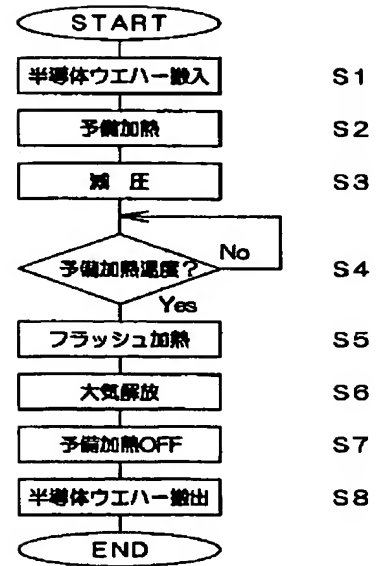 START
半導体ウエハー搬入 S1
予備加熱 S2
減 圧 S3
No
予備加熱温度? S4
Yes
フラッシュ加熱 S5
大気解放 S6
予備加熱OFF S7
半導体ウエハー搬出 S8
END